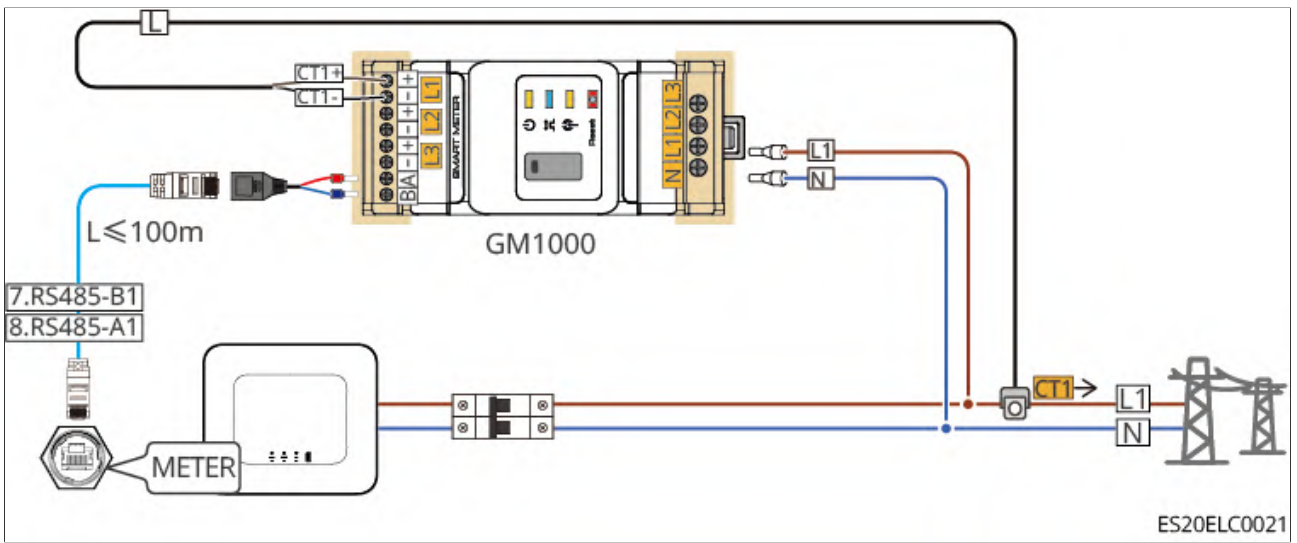 L
CT1+
CT1-
+
-
+
-
+
-
A
B
L1
L2
L3
SMART METER
Reset
L3
L2
L1
N
L1
N
L≤100m
GM1000
7.RS485-B1
8.RS485-A1
METER
CT1
L1
N
ES20ELC0021